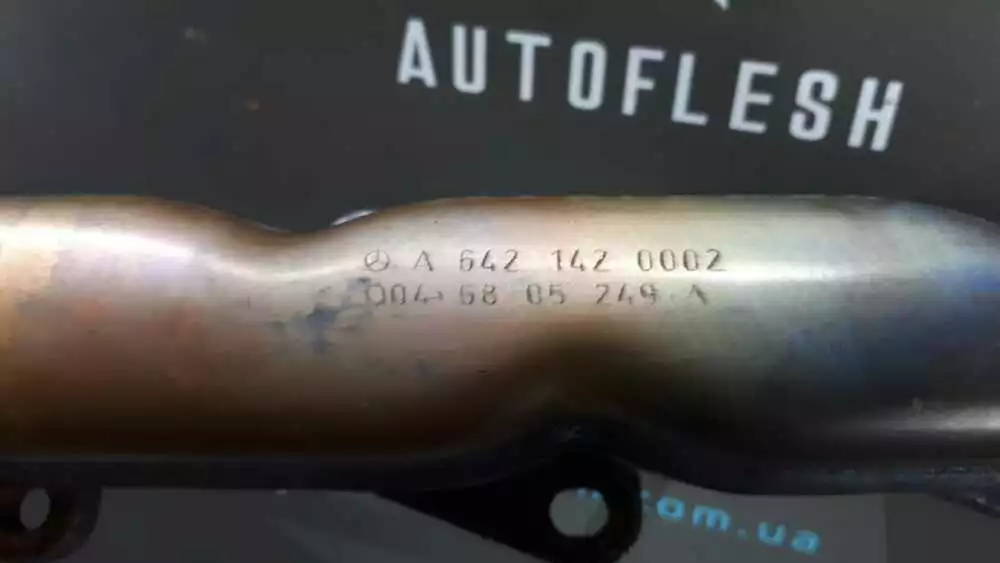 AUTOFLESH
A 642 142 0002
004 68 05 249 A
.com.ua